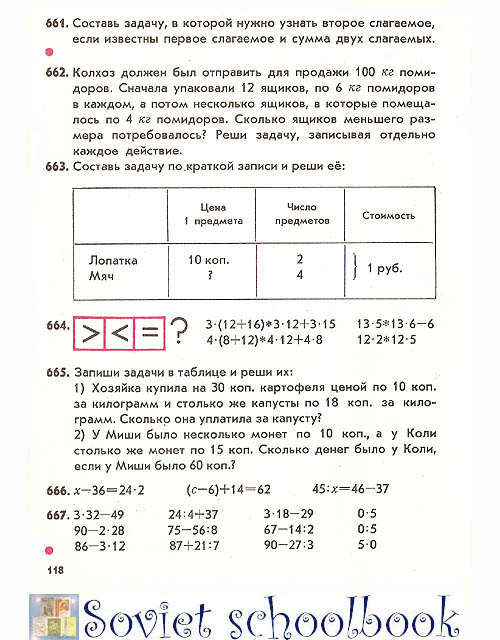 661. Составь задачу, в которой нужно узнать второе слагаемое,
если известны первое слагаемое и сумма двух слагаемых.
662. Колхоз должен был отправить для продажи 100 кг поми-
доров. Сначала упаковали 12 ящиков, по 6 кг помидоров
в каждом, а потом несколько ящиков, в которые помеща-
лось по 4 кг помидоров. Сколько ящиков меньшего раз-
мера потребовалось? Реши задачу, записывая отдельно
каждое действие.
663. Составь задачу по краткой записи и реши её:
Цена 1 предмета Число предметов Стоимость
Лопатка 10 коп. 2
Мяч ? 4 } 1 руб.
664. > < = ? 3·(12+16)*3·12+3·15 13·5*13·6−6
4·(8+12)*4·12+4·8 12·2*12·5
665. Запиши задачи в таблице и реши их:
1) Хозяйка купила на 30 коп. картофеля ценой по 10 коп.
за килограмм и столько же капусты по 18 коп. за кило-
грамм. Сколько она уплатила за капусту?
2) У Миши было несколько монет по 10 коп., а у Коли
столько же монет по 15 коп. Сколько денег было у Коли,
если у Миши было 60 коп.?
666. x−36=24·2 (c−6)+14=62 45:x=46−37
667. 3·32−49 24:4+37 3·18−29 0·5
90−2·28 75−56:8 67−14:2 0:5
86−3·12 87+21:7 90−27:3 5·0
118
Soviet schoolbook